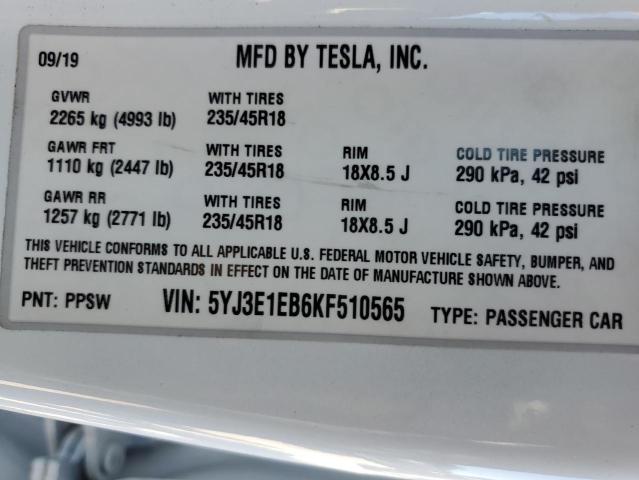 09/19 MFD BY TESLA, INC.
GVWR WITH TIRES
2265 kg (4993 lb) 235/45R18
GAWR FRT WITH TIRES RIM COLD TIRE PRESSURE
1110 kg (2447 lb) 235/45R18 18X8.5 J 290 kPa, 42 psi
GAWR RR WITH TIRES RIM COLD TIRE PRESSURE
1257 kg (2771 lb) 235/45R18 18X8.5 J 290 kPa, 42 psi
THIS VEHICLE CONFORMS TO ALL APPLICABLE U.S. FEDERAL MOTOR VEHICLE SAFETY, BUMPER, AND
THEFT PREVENTION STANDARDS IN EFFECT ON THE DATE OF MANUFACTURE SHOWN ABOVE.
PNT: PPSW VIN: 5YJ3E1EB6KF510565 TYPE: PASSENGER CAR